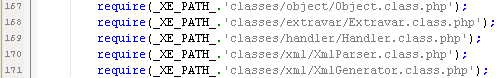 167 require(_XE_PATH_.'classes/object/Object.class.php');
168 require(_XE_PATH_.'classes/extravar/Extravar.class.php');
169 require(_XE_PATH_.'classes/handler/Handler.class.php');
170 require(_XE_PATH_.'classes/xml/XmlParser.class.php');
171 require(_XE_PATH_.'classes/xml/XmlGenerator.class.php');